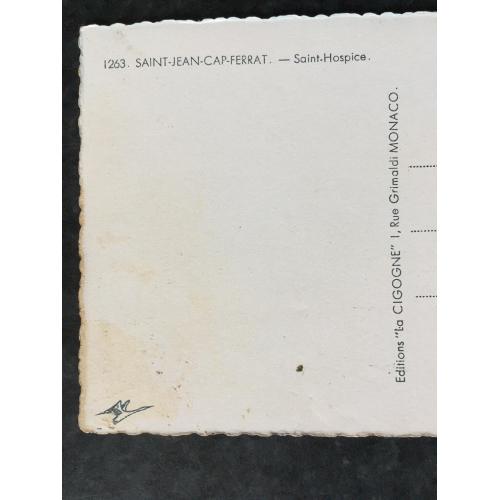 1263. SAINT-JEAN-CAP-FERRAT. — Saint-Hospice.
Editions "La CIGOGNE" 1, Rue Grimaldi MONACO.